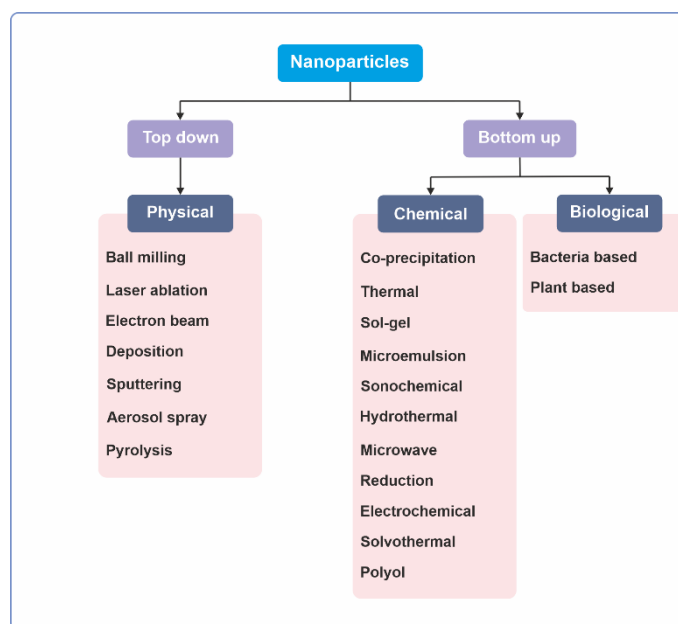 Nanoparticles
Top down
Bottom up
Physical
Ball milling
Laser ablation
Electron beam
Deposition
Sputtering
Aerosol spray
Pyrolysis
Chemical
Co-precipitation
Thermal
Sol-gel
Microemulsion
Sonochemical
Hydrothermal
Microwave
Reduction
Electrochemical
Solvothermal
Polyol
Biological
Bacteria based
Plant based